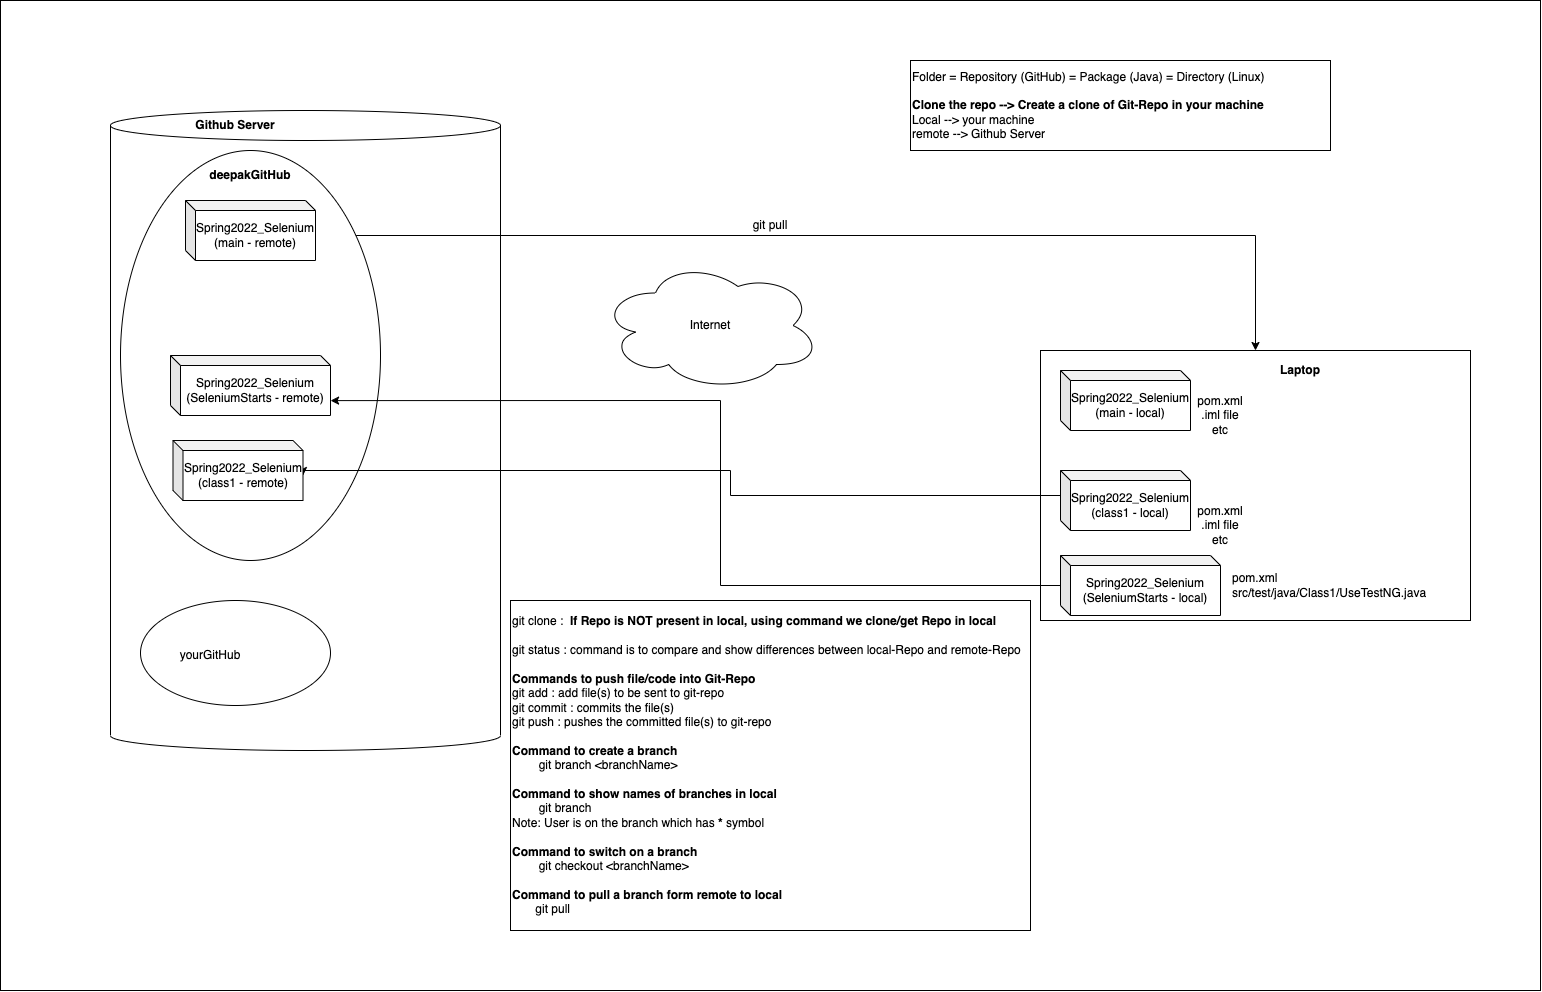 Folder = Repository (GitHub) = Package (Java) = Directory (Linux)
Clone the repo --> Create a clone of Git-Repo in your machine
Local --> your machine
remote --> Github Server
Github Server
deepakGitHub
Spring2022_Selenium
(main - remote)
git pull
Internet
Spring2022_Selenium
(SeleniumStarts - remote)
Spring2022_Selenium
(class1 - remote)
yourGitHub
Laptop
Spring2022_Selenium
(main - local)
pom.xml
.iml file
etc
Spring2022_Selenium
(class1 - local)
pom.xml
.iml file
etc
Spring2022_Selenium
(SeleniumStarts - local)
pom.xml
src/test/java/Class1/UseTestNG.java
git clone : If Repo is NOT present in local, using command we clone/get Repo in local
git status : command is to compare and show differences between local-Repo and remote-Repo
Commands to push file/code into Git-Repo
git add : add file(s) to be sent to git-repo
git commit : commits the file(s)
git push : pushes the committed file(s) to git-repo
Command to create a branch
git branch <branchName>
Command to show names of branches in local
git branch
Note: User is on the branch which has * symbol
Command to switch on a branch
git checkout <branchName>
Command to pull a branch form remote to local
git pull